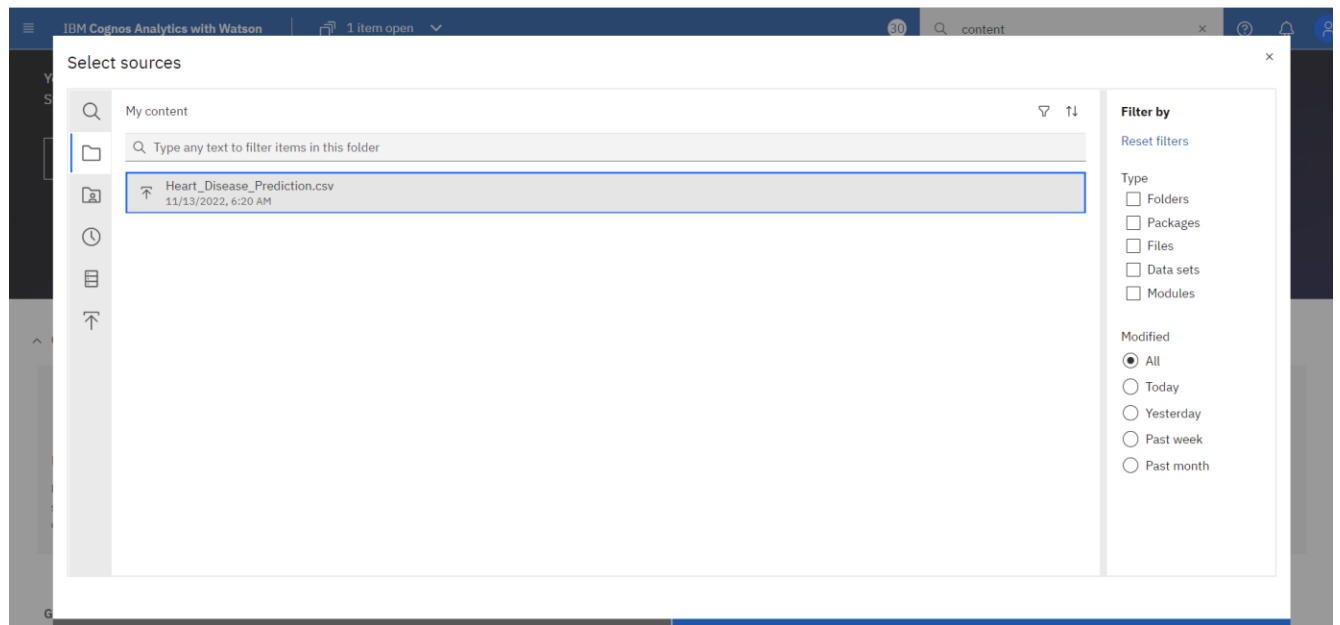 IBM Cognos Analytics with Watson
1 item open
30
content
Select sources
My content
Type any text to filter items in this folder
Heart_Disease_Prediction.csv
11/13/2022, 6:20 AM
Filter by
Reset filters
Type
Folders
Packages
Files
Data sets
Modules
Modified
All
Today
Yesterday
Past week
Past month